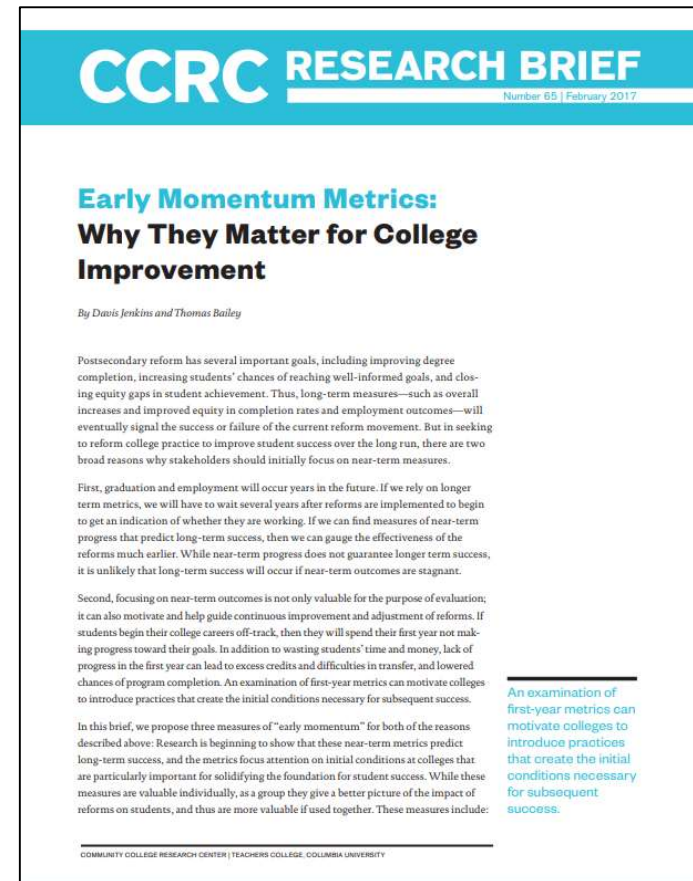 CCRC RESEARCH BRIEF
Number 65 | February 2017
Early Momentum Metrics:
Why They Matter for College
Improvement
By Davis Jenkins and Thomas Bailey
Postsecondary reform has several important goals, including improving degree
completion, increasing students' chances of reaching well-informed goals, and clos-
ing equity gaps in student achievement. Thus, long-term measures—such as overall
increases and improved equity in completion rates and employment outcomes—will
eventually signal the success or failure of the current reform movement. But in seeking
to reform college practice to improve student success over the long run, there are two
broad reasons why stakeholders should initially focus on near-term measures.
First, graduation and employment will occur years in the future. If we rely on longer
term metrics, we will have to wait several years after reforms are implemented to begin
to get an indication of whether they are working. If we can find measures of near-term
progress that predict long-term success, then we can gauge the effectiveness of the
reforms much earlier. While near-term progress does not guarantee longer term success,
it is unlikely that long-term success will occur if near-term outcomes are stagnant.
Second, focusing on near-term outcomes is not only valuable for the purpose of evaluation;
it can also motivate and help guide continuous improvement and adjustment of reforms. If
students begin their college careers off-track, then they will spend their first year not mak-
ing progress toward their goals. In addition to wasting students' time and money, lack of
progress in the first year can lead to excess credits and difficulties in transfer, and lowered
chances of program completion. An examination of first-year metrics can motivate colleges
to introduce practices that create the initial conditions necessary for subsequent success.
In this brief, we propose three measures of "early momentum" for both of the reasons
described above: Research is beginning to show that these near-term metrics predict
long-term success, and the metrics focus attention on initial conditions at colleges that
are particularly important for solidifying the foundation for student success. While these
measures are valuable individually, as a group they give a better picture of the impact of
reforms on students, and thus are more valuable if used together. These measures include:
An examination of
first-year metrics can
motivate colleges to
introduce practices
that create the initial
conditions necessary
for subsequent
success.
COMMUNITY COLLEGE RESEARCH CENTER | TEACHERS COLLEGE, COLUMBIA UNIVERSITY